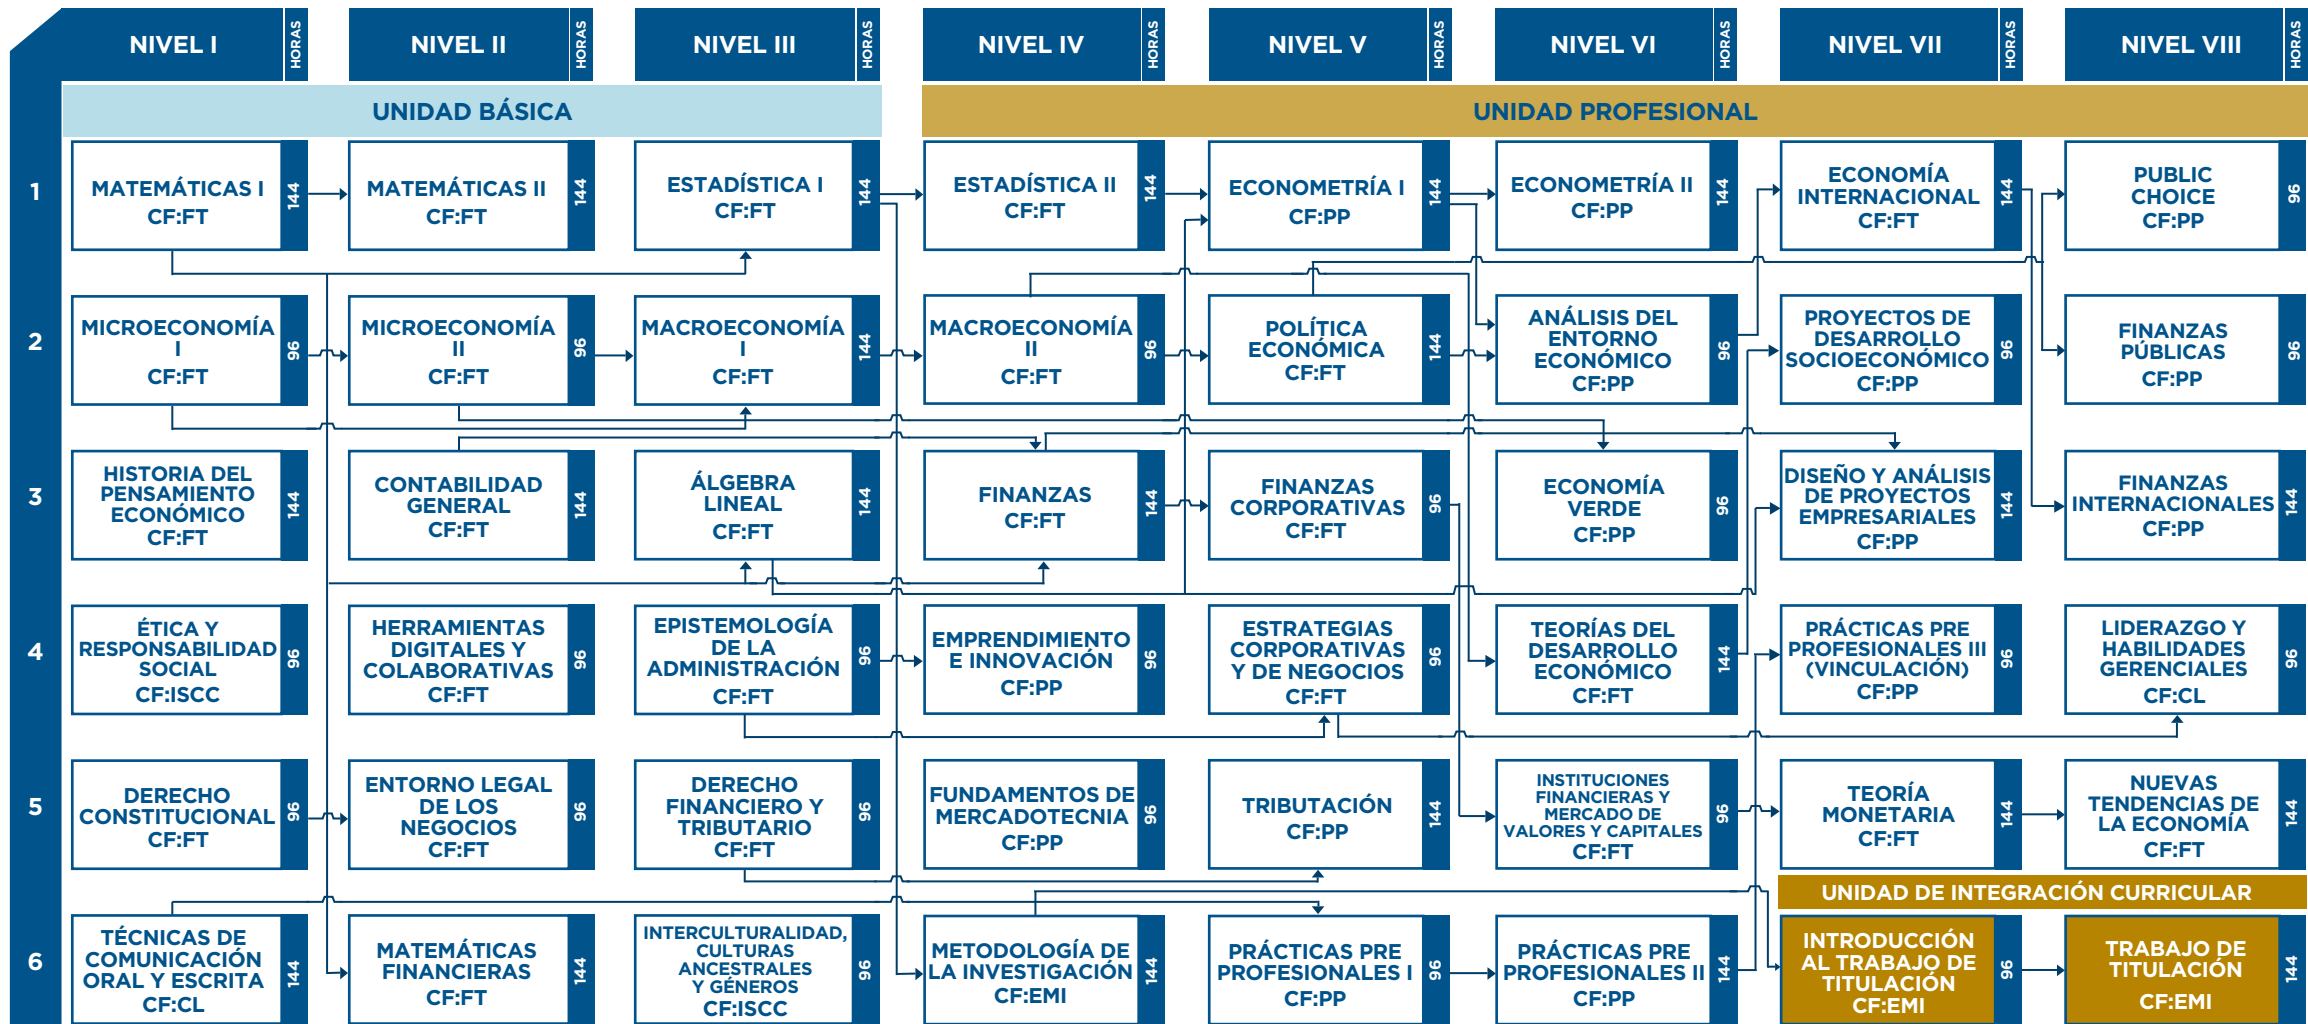 NIVEL I
HORAS
NIVEL II
HORAS
NIVEL III
HORAS
NIVEL IV
HORAS
NIVEL V
HORAS
NIVEL VI
HORAS
NIVEL VII
HORAS
NIVEL VIII
HORAS
UNIDAD BÁSICA
UNIDAD PROFESIONAL
1
MATEMÁTICAS I
CF:FT
144
MATEMÁTICAS II
CF:FT
144
ESTADÍSTICA I
CF:FT
144
ESTADÍSTICA II
CF:FT
144
ECONOMETRÍA I
CF:PP
144
ECONOMETRÍA II
CF:PP
144
ECONOMÍA
INTERNACIONAL
CF:FT
144
PUBLIC
CHOICE
CF:PP
96
2
MICROECONOMÍA
I
CF:FT
96
MICROECONOMÍA
II
CF:FT
96
MACROECONOMÍA
I
CF:FT
144
MACROECONOMÍA
II
CF:FT
96
POLÍTICA
ECONÓMICA
CF:FT
144
ANÁLISIS DEL
ENTORNO
ECONÓMICO
CF:PP
96
PROYECTOS DE
DESARROLLO
SOCIOECONÓMICO
CF:PP
96
FINANZAS
PÚBLICAS
CF:PP
96
3
HISTORIA DEL
PENSAMIENTO
ECONÓMICO
CF:FT
144
CONTABILIDAD
GENERAL
CF:FT
144
ÁLGEBRA
LINEAL
CF:FT
144
FINANZAS
CF:FT
144
FINANZAS
CORPORATIVAS
CF:FT
96
ECONOMÍA
VERDE
CF:PP
96
DISEÑO Y ANÁLISIS
DE PROYECTOS
EMPRESARIALES
CF:PP
144
FINANZAS
INTERNACIONALES
CF:PP
144
4
ÉTICA Y
RESPONSABILIDAD
SOCIAL
CF:ISCC
96
HERRAMIENTAS
DIGITALES Y
COLABORATIVAS
CF:FT
96
EPISTEMOLOGÍA
DE LA
ADMINISTRACIÓN
CF:FT
96
EMPRENDIMIENTO
E INNOVACIÓN
CF:PP
96
ESTRATEGIAS
CORPORATIVAS
Y DE NEGOCIOS
CF:FT
96
TEORÍAS DEL
DESARROLLO
ECONÓMICO
CF:FT
144
PRÁCTICAS PRE
PROFESIONALES III
(VINCULACIÓN)
CF:PP
96
LIDERAZGO Y
HABILIDADES
GERENCIALES
CF:CL
96
5
DERECHO
CONSTITUCIONAL
CF:FT
96
ENTORNO LEGAL
DE LOS
NEGOCIOS
CF:FT
96
DERECHO
FINANCIERO Y
TRIBUTARIO
CF:FT
96
FUNDAMENTOS DE
MERCADOTECNIA
CF:PP
96
TRIBUTACIÓN
CF:PP
144
INSTITUCIONES
FINANCIERAS Y
MERCADO DE
VALORES Y CAPITALES
CF:FT
96
TEORÍA
MONETARIA
CF:FT
144
NUEVAS
TENDENCIAS DE
LA ECONOMÍA
CF:FT
144
UNIDAD DE INTEGRACIÓN CURRICULAR
6
TÉCNICAS DE
COMUNICACIÓN
ORAL Y ESCRITA
CF:CL
144
MATEMÁTICAS
FINANCIERAS
CF:FT
144
INTERCULTURALIDAD,
CULTURAS
ANCESTRALES
Y GÉNEROS
CF:ISCC
96
METODOLOGÍA DE
LA INVESTIGACIÓN
CF:EMI
144
PRÁCTICAS PRE
PROFESIONALES I
CF:PP
96
PRÁCTICAS PRE
PROFESIONALES II
CF:PP
144
INTRODUCCIÓN
AL TRABAJO DE
TITULACIÓN
CF:EMI
96
TRABAJO DE
TITULACIÓN
CF:EMI
144